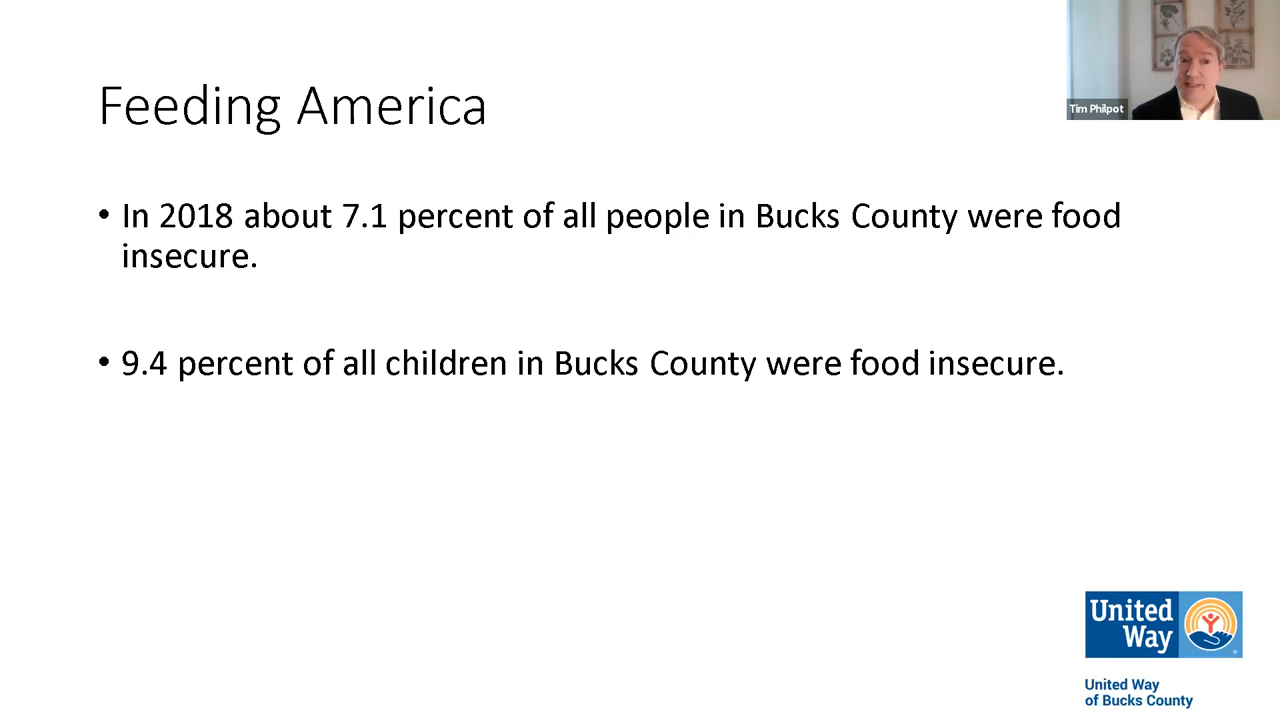 Feeding America
Tim Philpot
• In 2018 about 7.1 percent of all people in Bucks County were food
insecure.
• 9.4 percent of all children in Bucks County were food insecure.
United
Way
United Way
of Bucks County